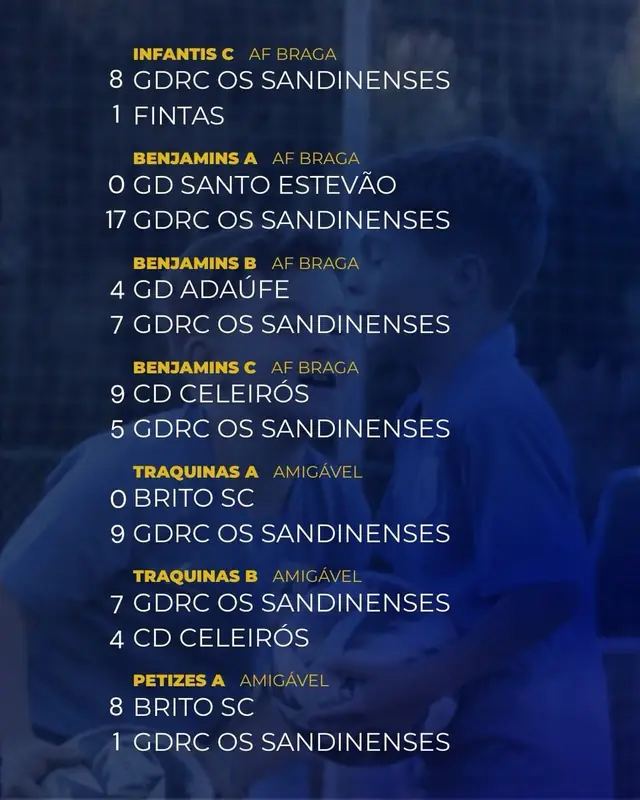 INFANTIS C AF BRAGA
8 GDRC OS SANDINENSES
1 FINTAS
BENJAMINS A AF BRAGA
0 GD SANTO ESTEVÃO
17 GDRC OS SANDINENSES
BENJAMINS B AF BRAGA
4 GD ADAÚFE
7 GDRC OS SANDINENSES
BENJAMINS C AF BRAGA
9 CD CELEIRÓS
5 GDRC OS SANDINENSES
TRAQUINAS A AMIGÁVEL
0 BRITO SC
9 GDRC OS SANDINENSES
TRAQUINAS B AMIGÁVEL
7 GDRC OS SANDINENSES
4 CD CELEIRÓS
PETIZES A AMIGÁVEL
8 BRITO SC
1 GDRC OS SANDINENSES